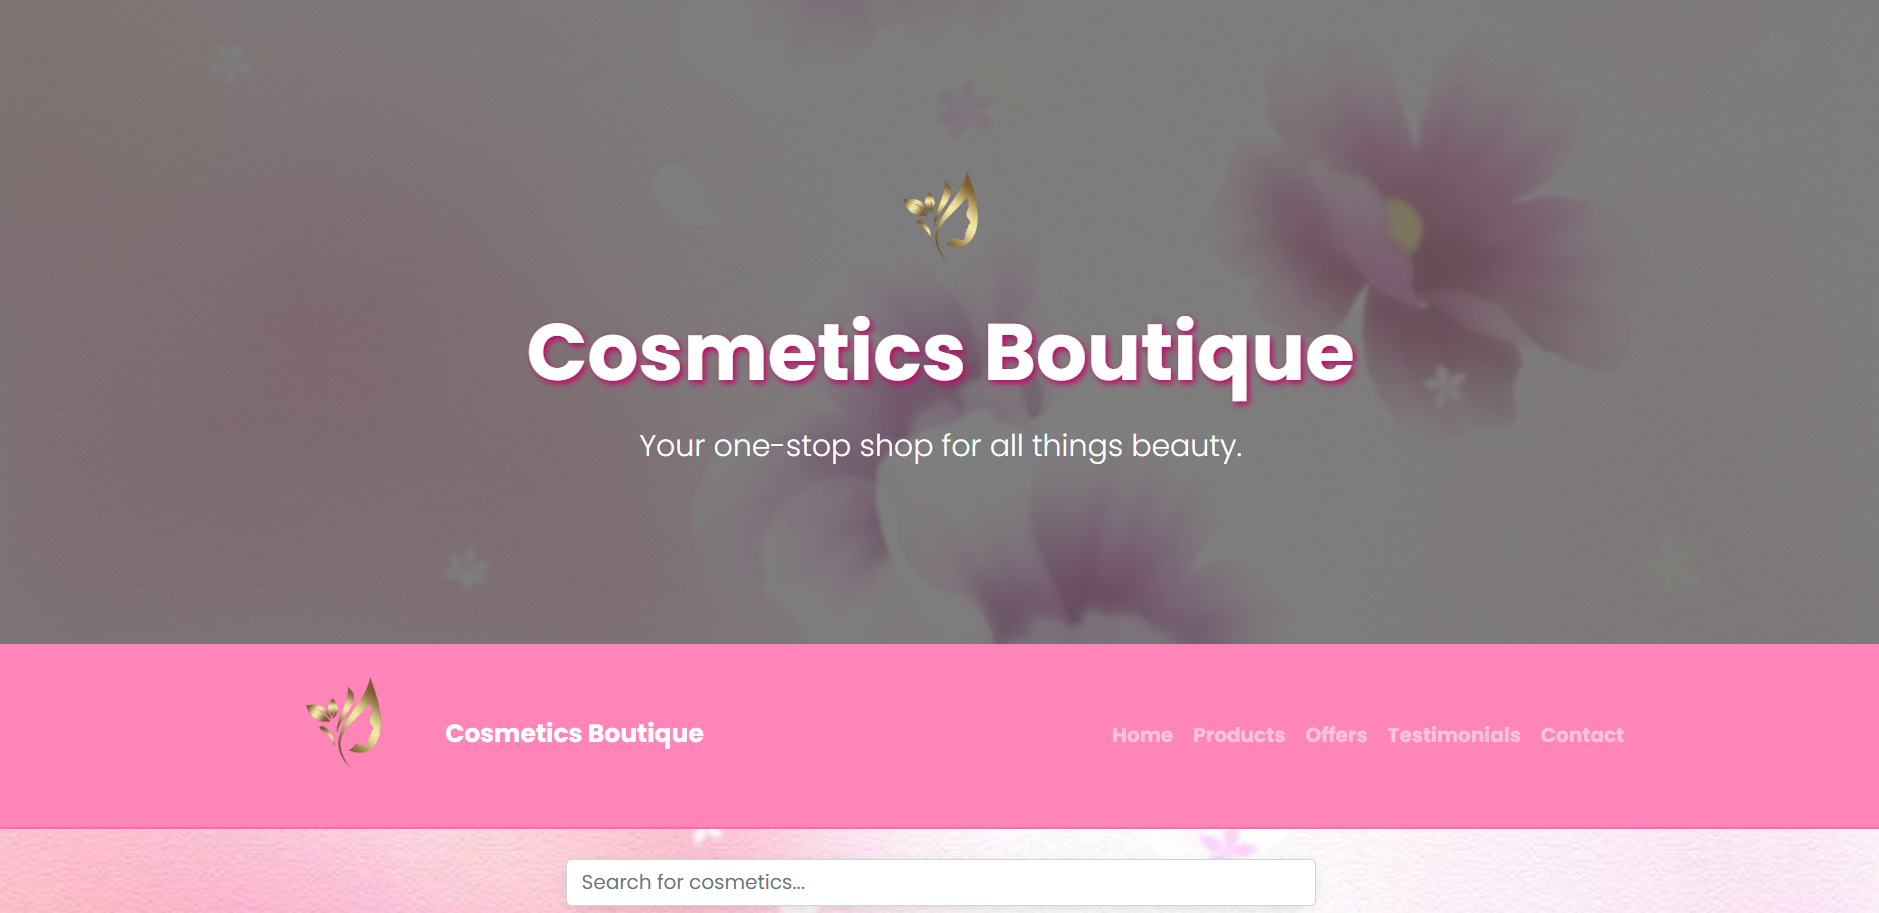 Cosmetics Boutique
Your one-stop shop for all things beauty.
Cosmetics Boutique
Home Products Offers Testimonials Contact
Search for cosmetics...